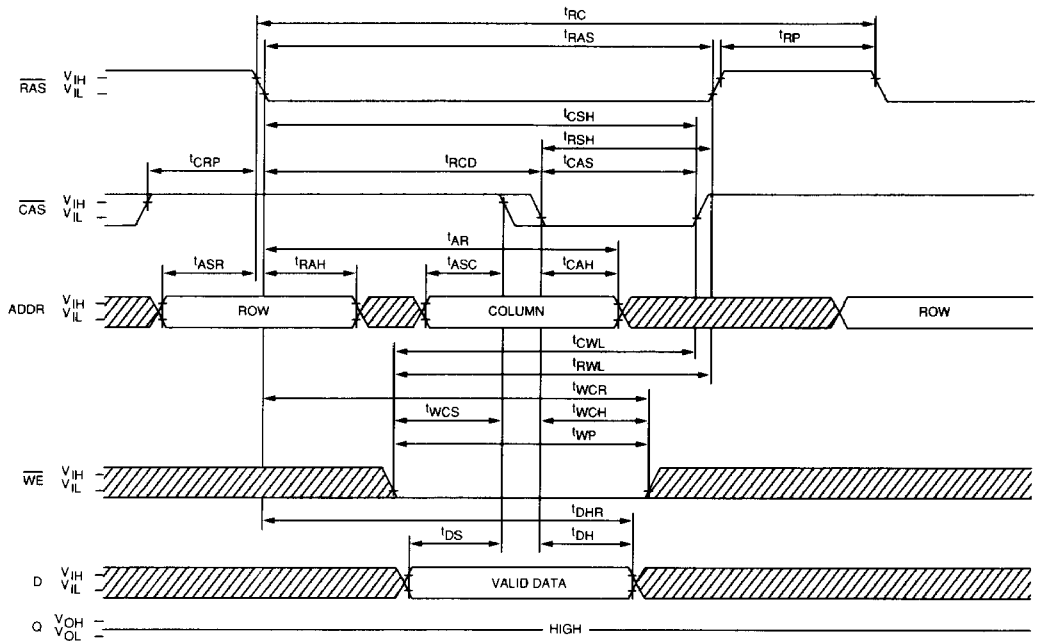 tRC
tRAS
tRP
RAS VIH VIL
tCSH
tRSH
tCRP tRCD tCAS
CAS VIH VIL
tAR
tASR tRAH tASC tCAH
ADDR VIH VIL ROW COLUMN ROW
tCWL
tRWL
tWCR
tWCS tWCH
tWP
WE VIH VIL
tDHR
tDS tDH
D VIH VIL VALID DATA
Q VOH VOL HIGH